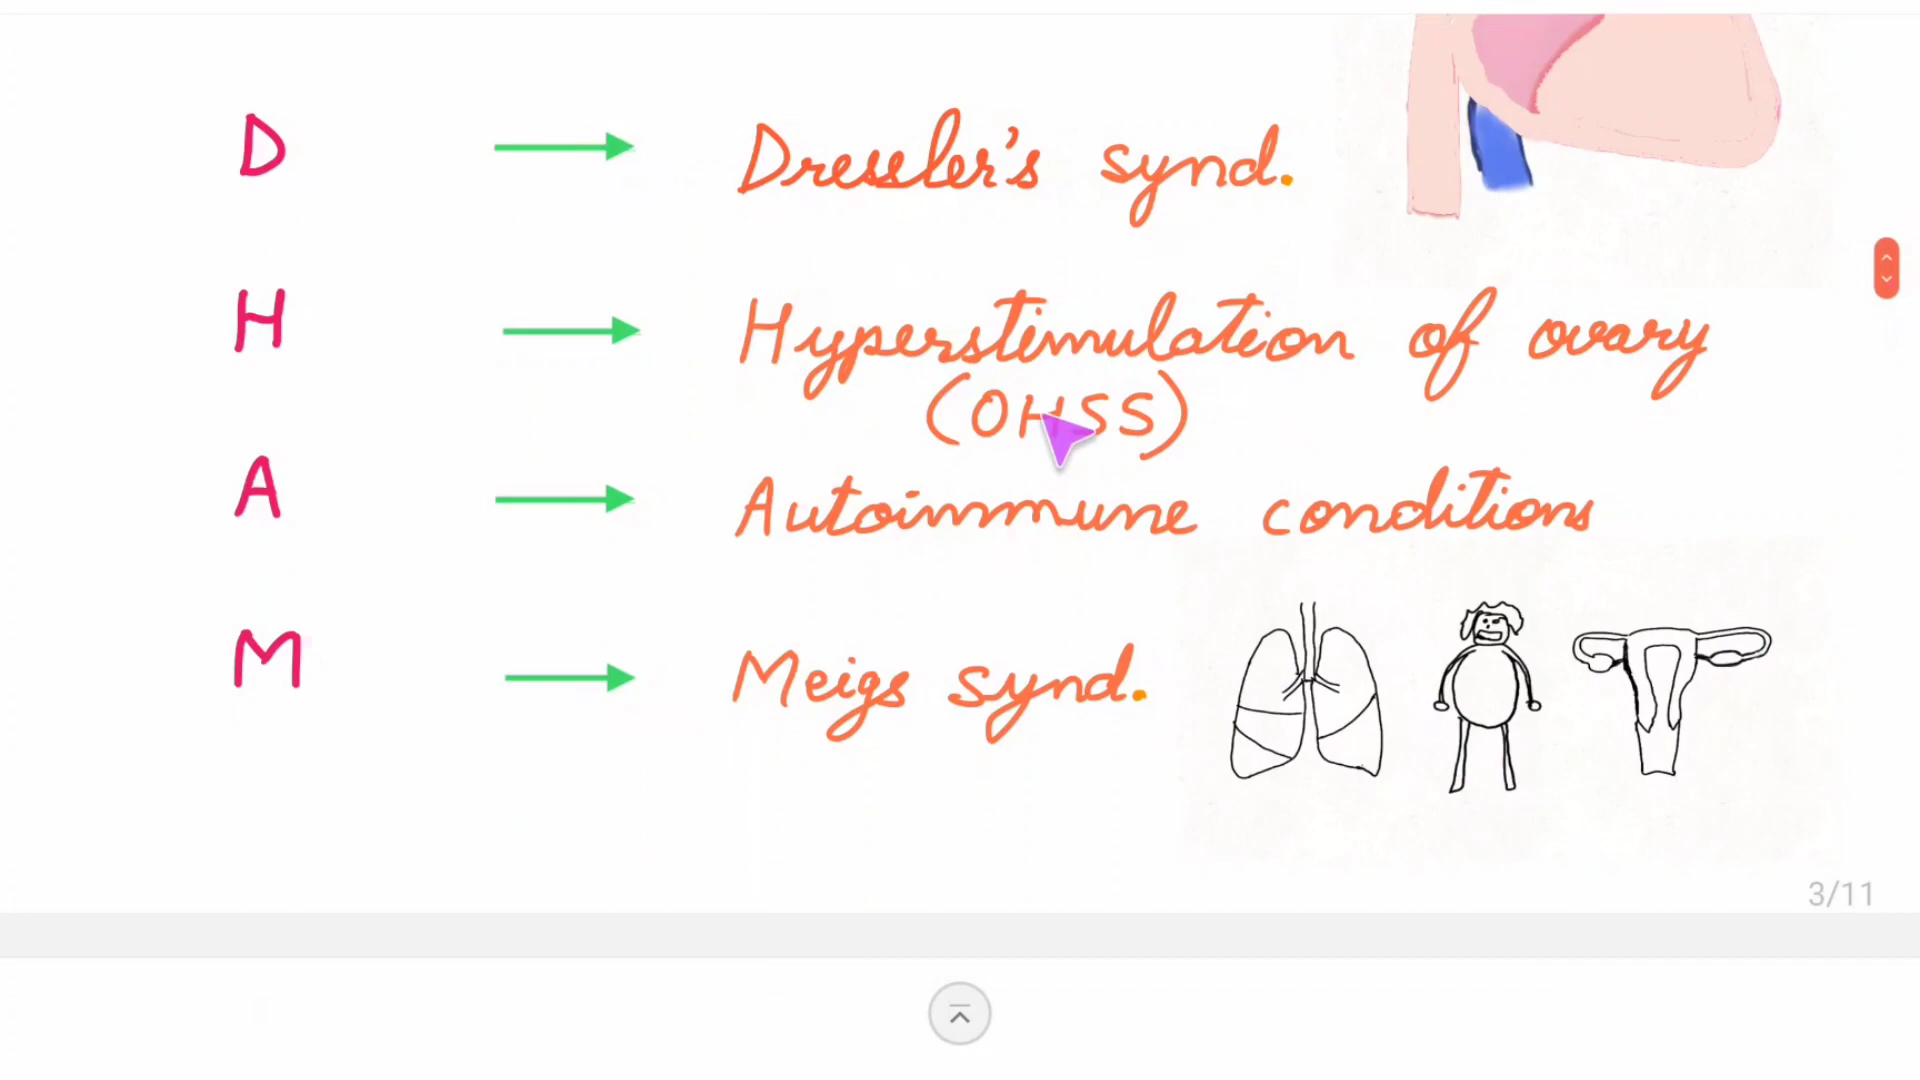 D Dressler's synd.
H Hyperstimulation of ovary
(OHSS)
A Autoimmune conditions
M Meigs synd.
3/11